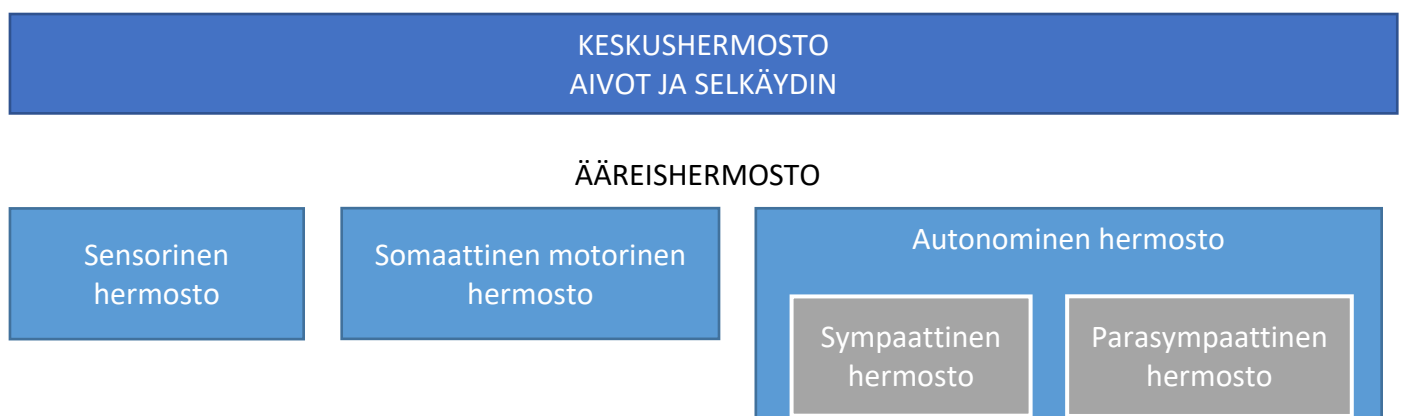 KESKUSHERMOSTO
AIVOT JA SELKÄYDIN
ÄÄREISHERMOSTO
Sensorinen
hermosto
Somaattinen motorinen
hermosto
Autonominen hermosto
Sympaattinen
hermosto
Parasympaattinen
hermosto